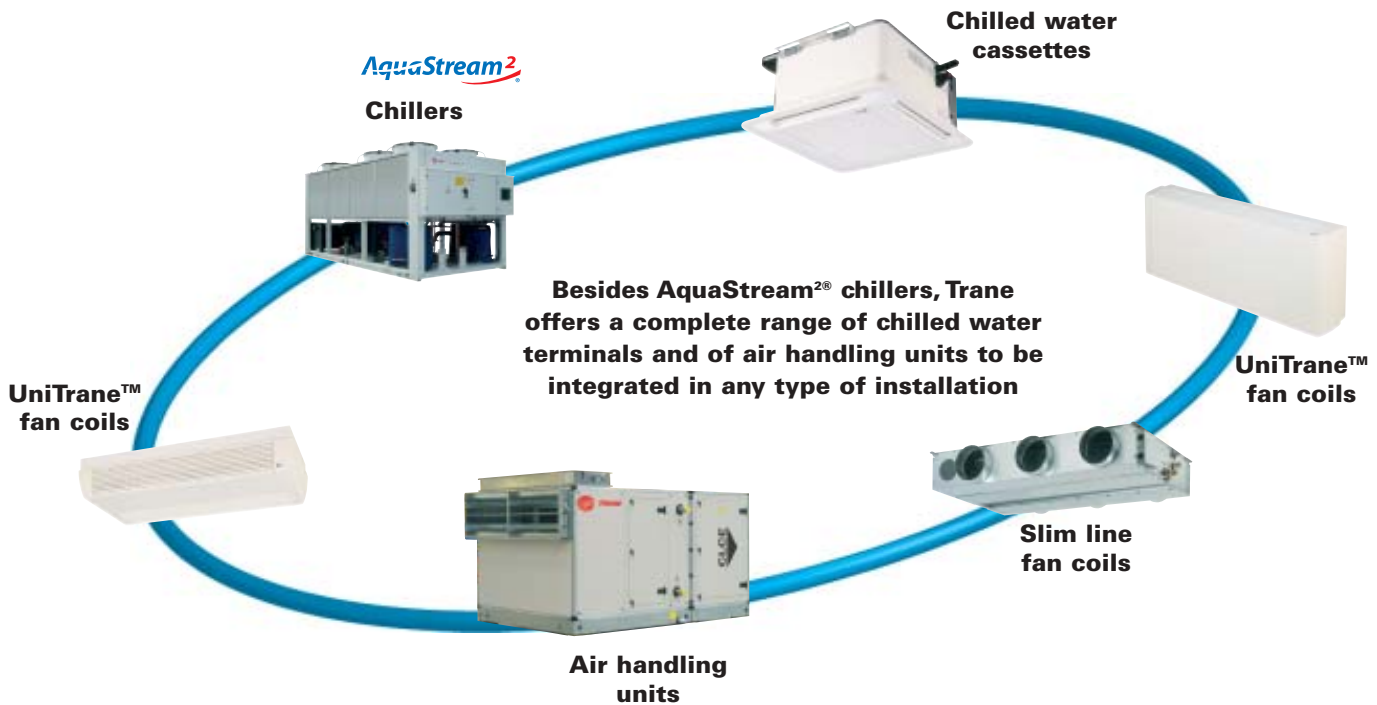 Chilled water
cassettes
AquaStream2®
Chillers
Besides AquaStream²® chillers, Trane
offers a complete range of chilled water
terminals and of air handling units to be
integrated in any type of installation
UniTrane™
fan coils
UniTrane™
fan coils
TRANE
CLCP
Slim line
fan coils
Air handling
units